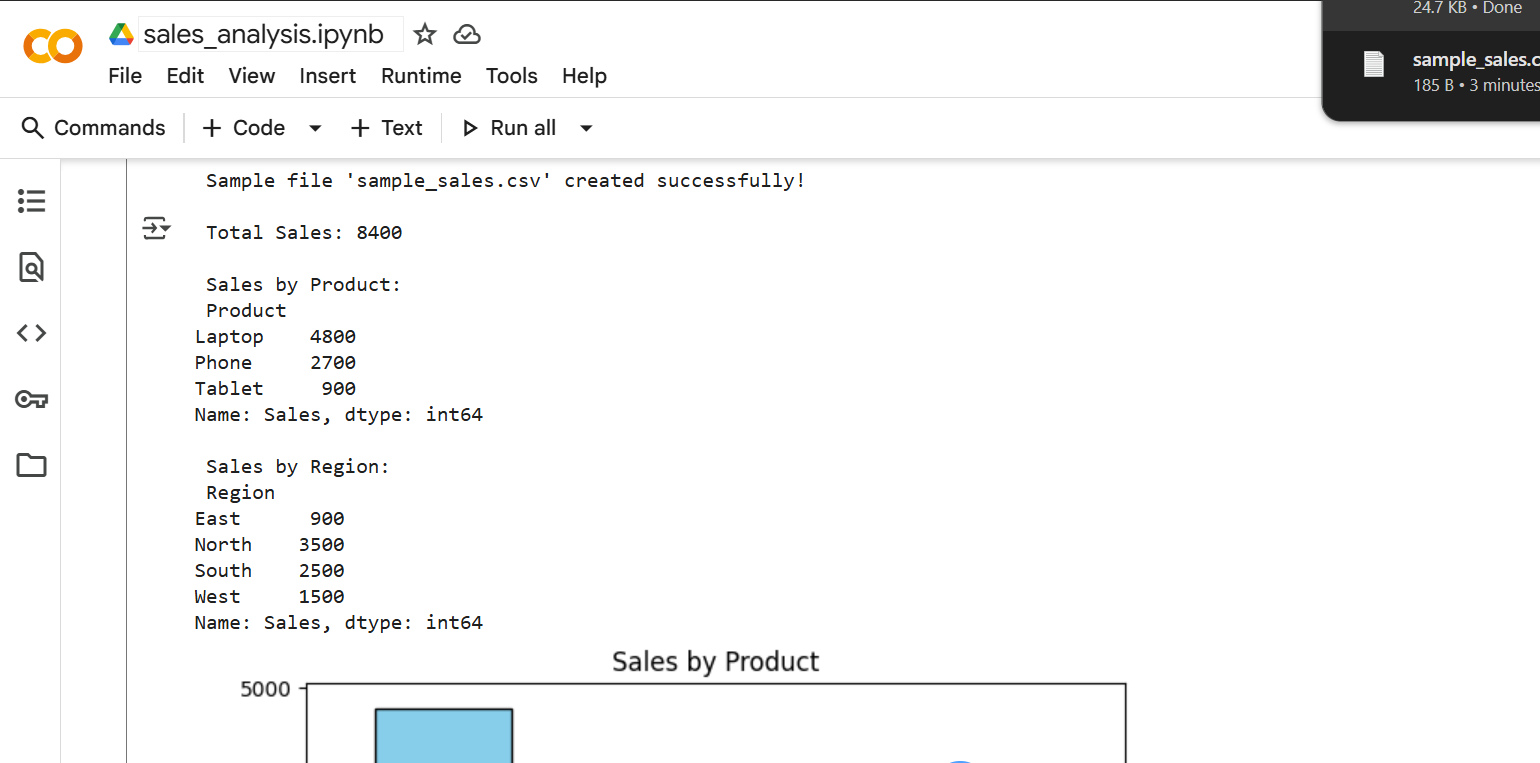 sales_analysis.ipynb
24.7 KB • Done
sample_sales.c
185 B • 3 minutes
File Edit View Insert Runtime Tools Help
Commands + Code + Text Run all
Sample file 'sample_sales.csv' created successfully!
Total Sales: 8400
Sales by Product:
Product
Laptop 4800
Phone 2700
Tablet 900
Name: Sales, dtype: int64
Sales by Region:
Region
East 900
North 3500
South 2500
West 1500
Name: Sales, dtype: int64
Sales by Product
5000